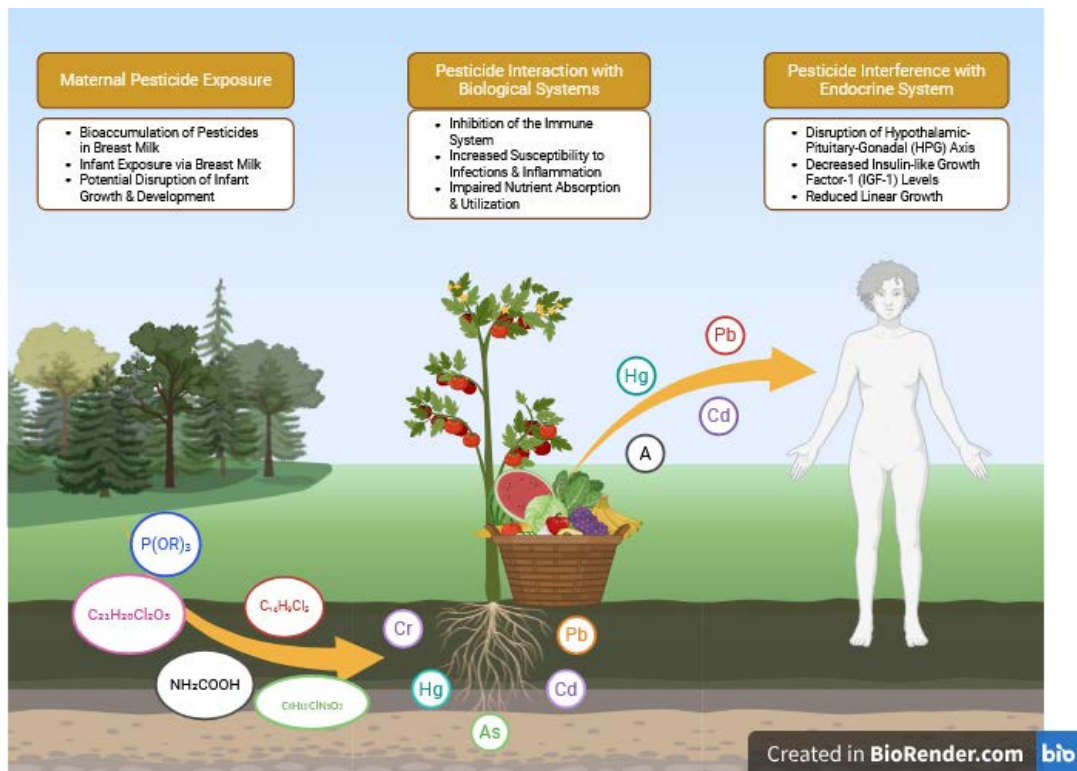 Maternal Pesticide Exposure
• Bioaccumulation of Pesticides
in Breast Milk
• Infant Exposure via Breast Milk
• Potential Disruption of Infant
Growth & Development
Pesticide Interaction with
Biological Systems
• Inhibition of the Immune
System
• Increased Susceptibility to
Infections & Inflammation
• Impaired Nutrient Absorption
& Utilization
Pesticide Interference with
Endocrine System
• Disruption of Hypothalamic-
Pituitary-Gonadal (HPG) Axis
• Decreased Insulin-like Growth
Factor-1 (IGF-1) Levels
• Reduced Linear Growth
Pb
Hg
Cd
A
P(OR)₃
C₂₁H₂₀Cl₂O₃
NH₂COOH
Cr
Pb
Hg
Cd
As
Created in BioRender.com bio